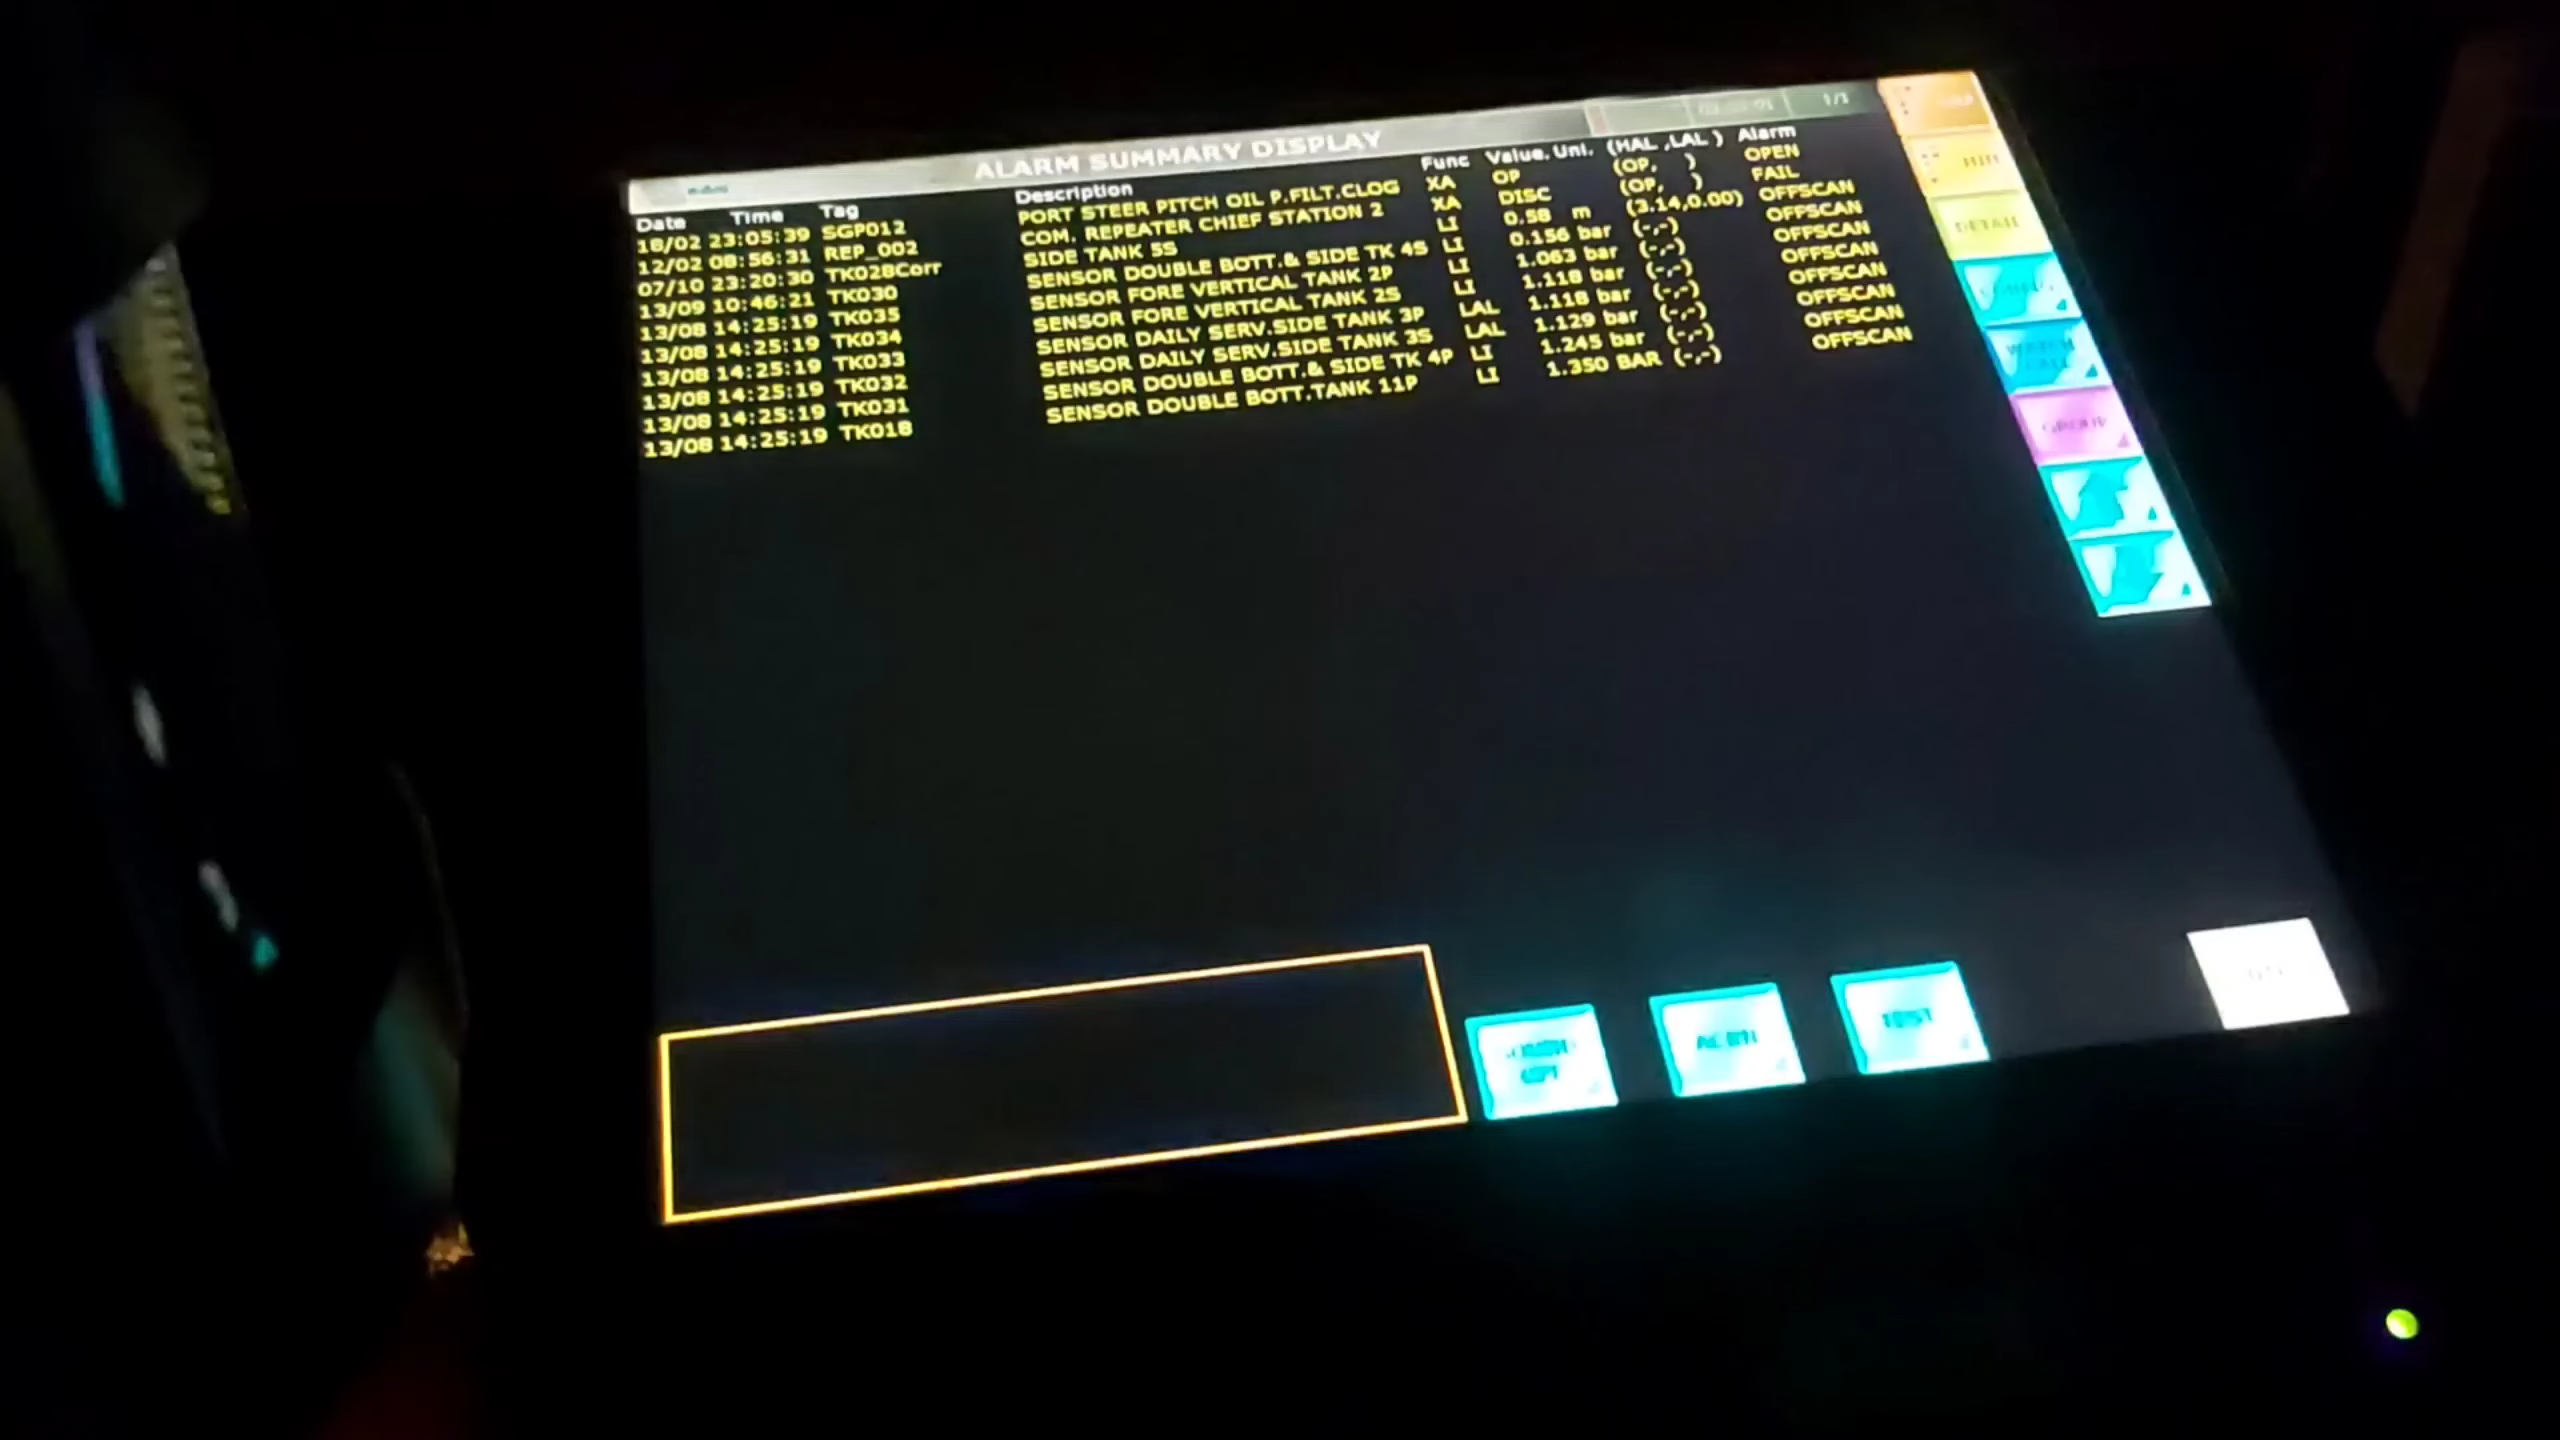 ALARM SUMMARY DISPLAY
Date Time Tag Description Func Value. Uni. (HAL ,LAL ) Alarm
18/02 23:05:39 SGP012 PORT STEER PITCH OIL P.FILT.CLOG XA OP (OP, ) OPEN
12/02 08:56:31 REP_002 COM. REPEATER CHIEF STATION 2 XA DISC (OP, ) FAIL
07/10 23:20:30 TK028Corr SIDE TANK 5S LI 0.58 m (3.14,0.00) OFFSCAN
13/09 10:46:21 TK030 SENSOR DOUBLE BOTT.& SIDE TK 4S LI 0.156 bar (-,-) OFFSCAN
13/08 14:25:19 TK035 SENSOR FORE VERTICAL TANK 2P LI 1.063 bar (-,-) OFFSCAN
13/08 14:25:19 TK034 SENSOR FORE VERTICAL TANK 2S LI 1.118 bar (-,-) OFFSCAN
13/08 14:25:19 TK033 SENSOR DAILY SERV.SIDE TANK 3P LAL 1.118 bar (-,-) OFFSCAN
13/08 14:25:19 TK032 SENSOR DAILY SERV.SIDE TANK 3S LAL 1.129 bar (-,-) OFFSCAN
13/08 14:25:19 TK031 SENSOR DOUBLE BOTT.& SIDE TK 4P LI 1.245 bar (-,-) OFFSCAN
13/08 14:25:19 TK018 SENSOR DOUBLE BOTT.TANK 11P LI 1.350 BAR (-,-) OFFSCAN
DETAIL
WATCH
CALL
GROUP
TEST